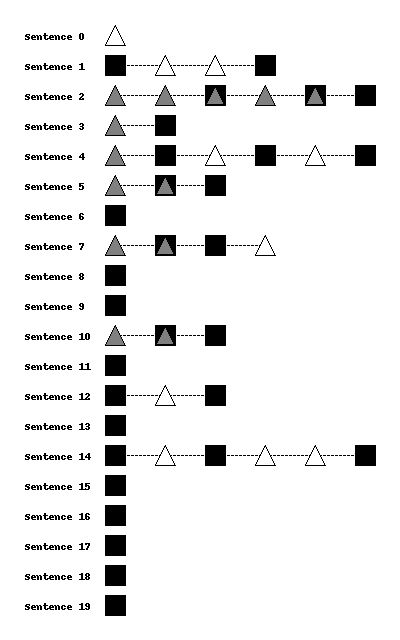 Sentence 0
Sentence 1
Sentence 2
Sentence 3
Sentence 4
Sentence 5
Sentence 6
Sentence 7
Sentence 8
Sentence 9
Sentence 10
Sentence 11
Sentence 12
Sentence 13
Sentence 14
Sentence 15
Sentence 16
Sentence 17
Sentence 18
Sentence 19